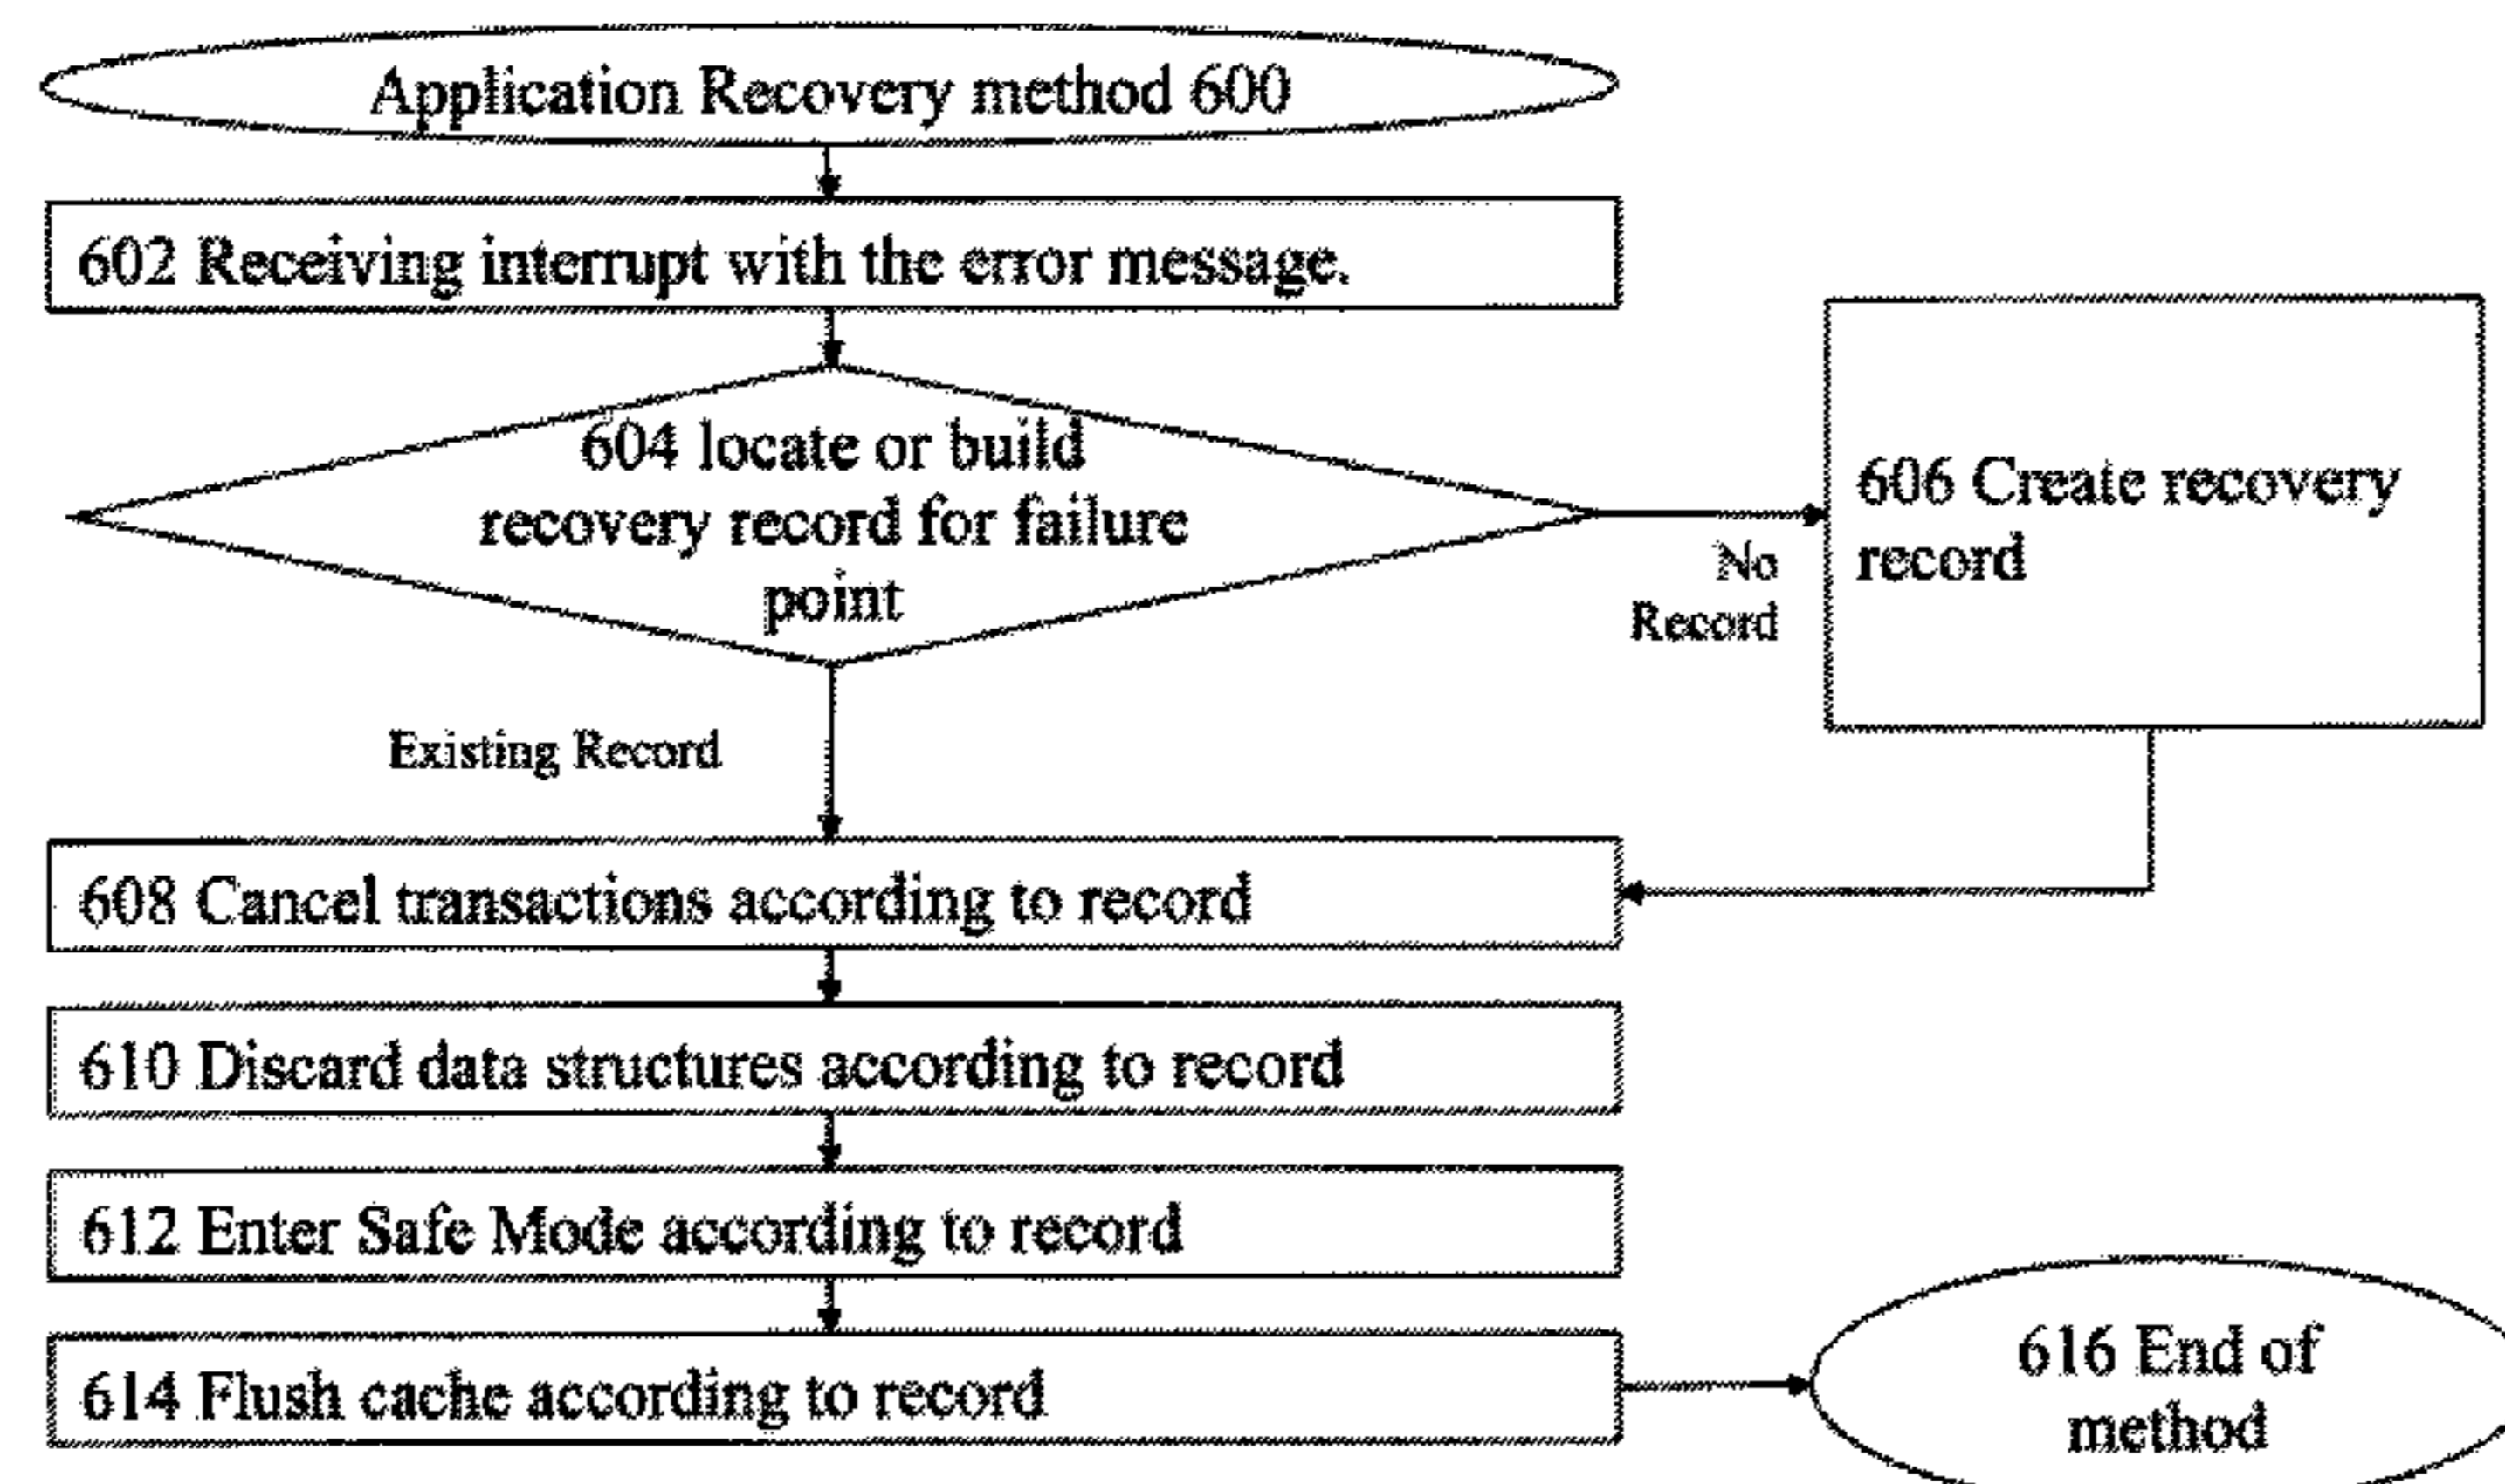 Application Recovery method 600
602 Receiving interrupt with the error message.
604 locate or build
recovery record for failure
point
606 Create recovery
record
No
Record
Existing Record
608 Cancel transactions according to record
610 Discard data structures according to record
612 Enter Safe Mode according to record
614 Flush cache according to record
616 End of
method